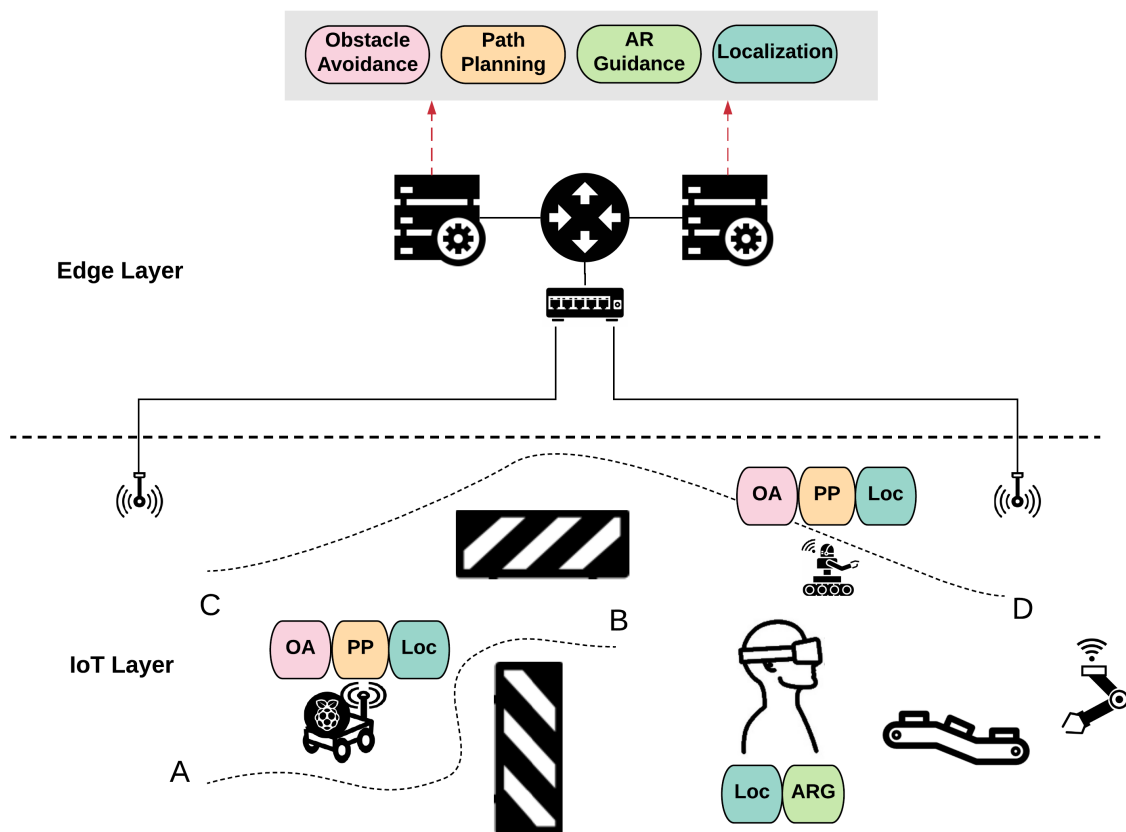 Obstacle
Avoidance
Path
Planning
AR
Guidance
Localization
Edge Layer
OA
PP
Loc
C
B
D
OA
PP
Loc
IoT Layer
A
Loc
ARG